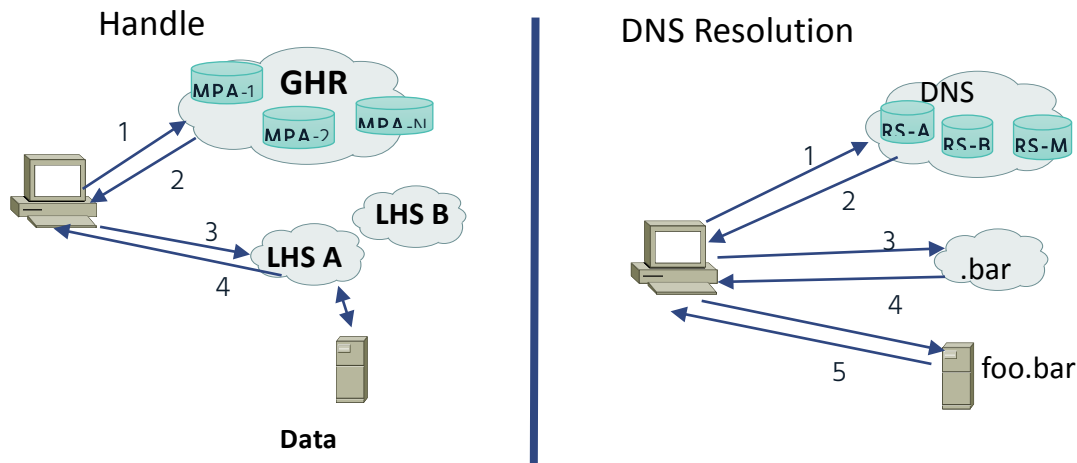 Handle
GHR
MPA-1
MPA-2
MPA-N
1
2
LHS B
3
LHS A
4
Data
DNS Resolution
DNS
RS-A
RS-B
RS-M
1
2
3
.bar
4
5
foo.bar